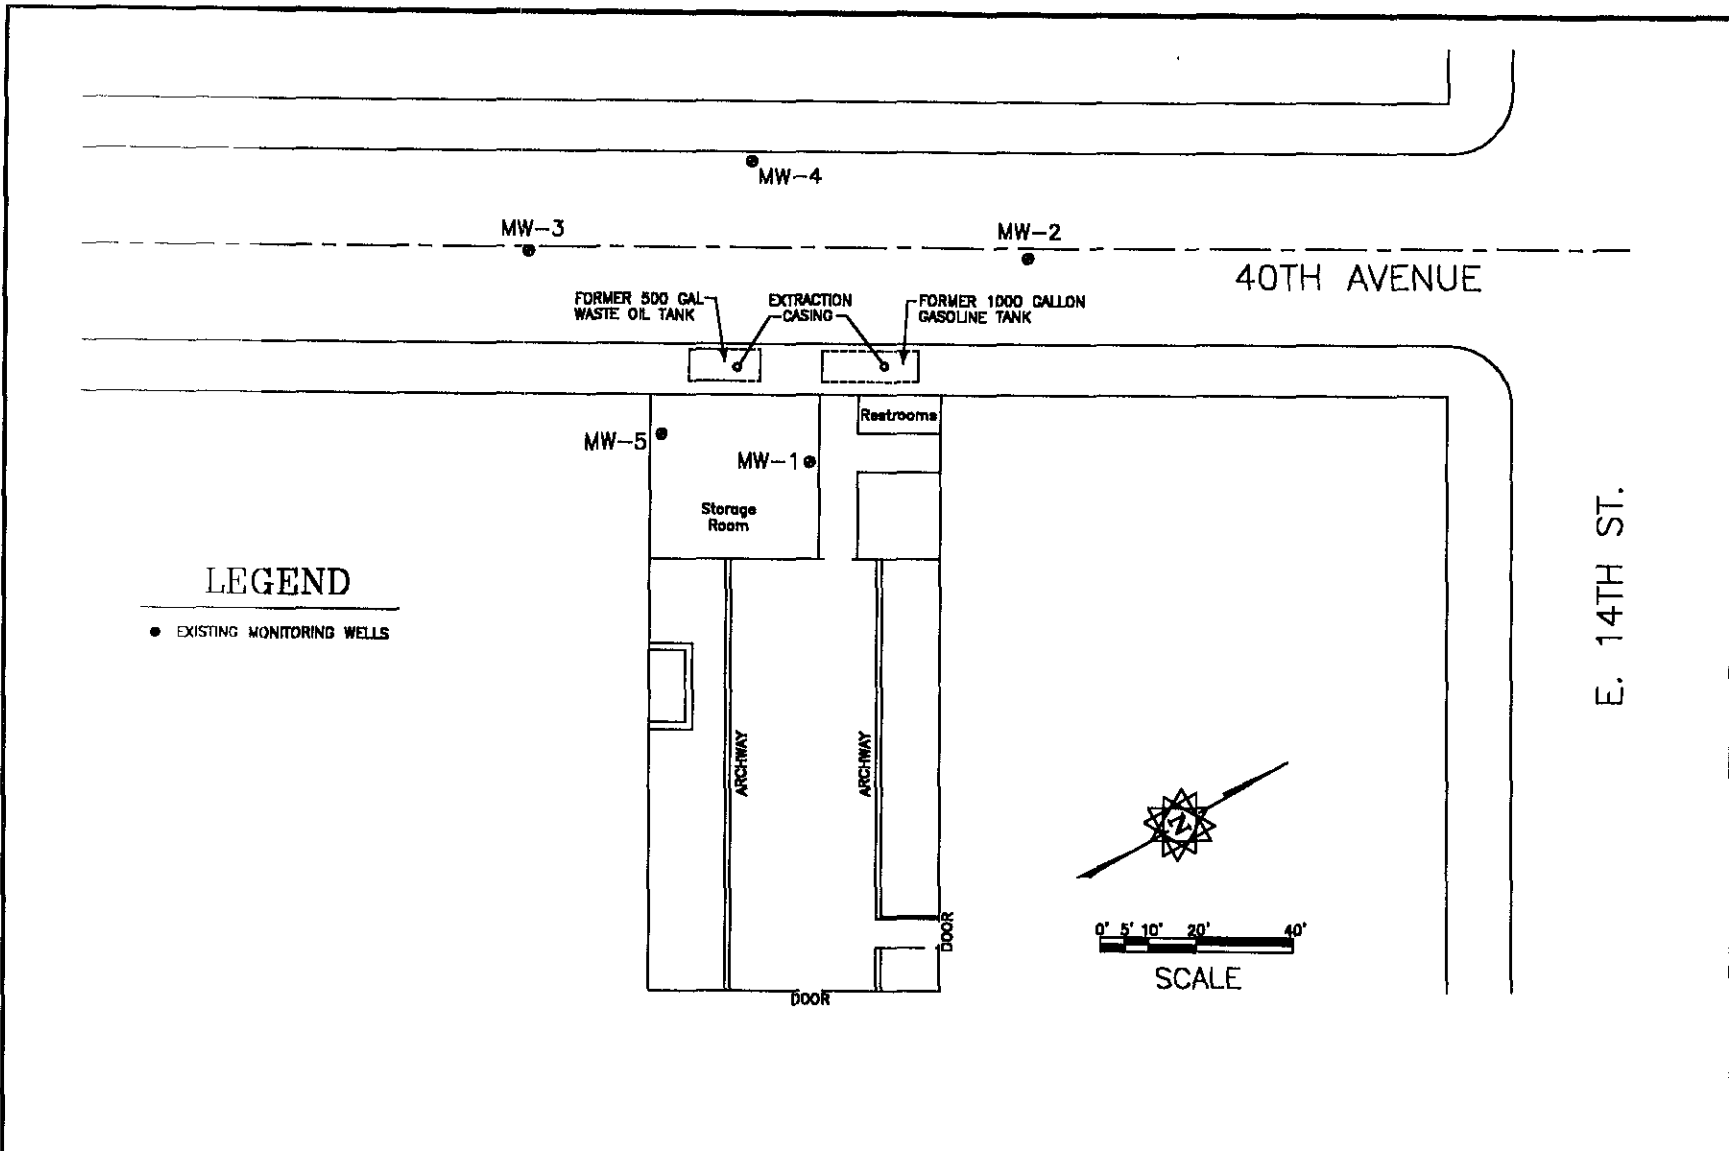 MW-4
MW-3
MW-2
40TH AVENUE
FORMER 500 GAL
WASTE OIL TANK
EXTRACTION
CASING
FORMER 1000 GALLON
GASOLINE TANK
Restrooms
MW-5
MW-1
Storage
Room
E. 14TH ST.
LEGEND
EXISTING MONITORING WELLS
ARCHWAY
ARCHWAY
N
DOOR
0' 5' 10' 20' 40'
SCALE
DOOR